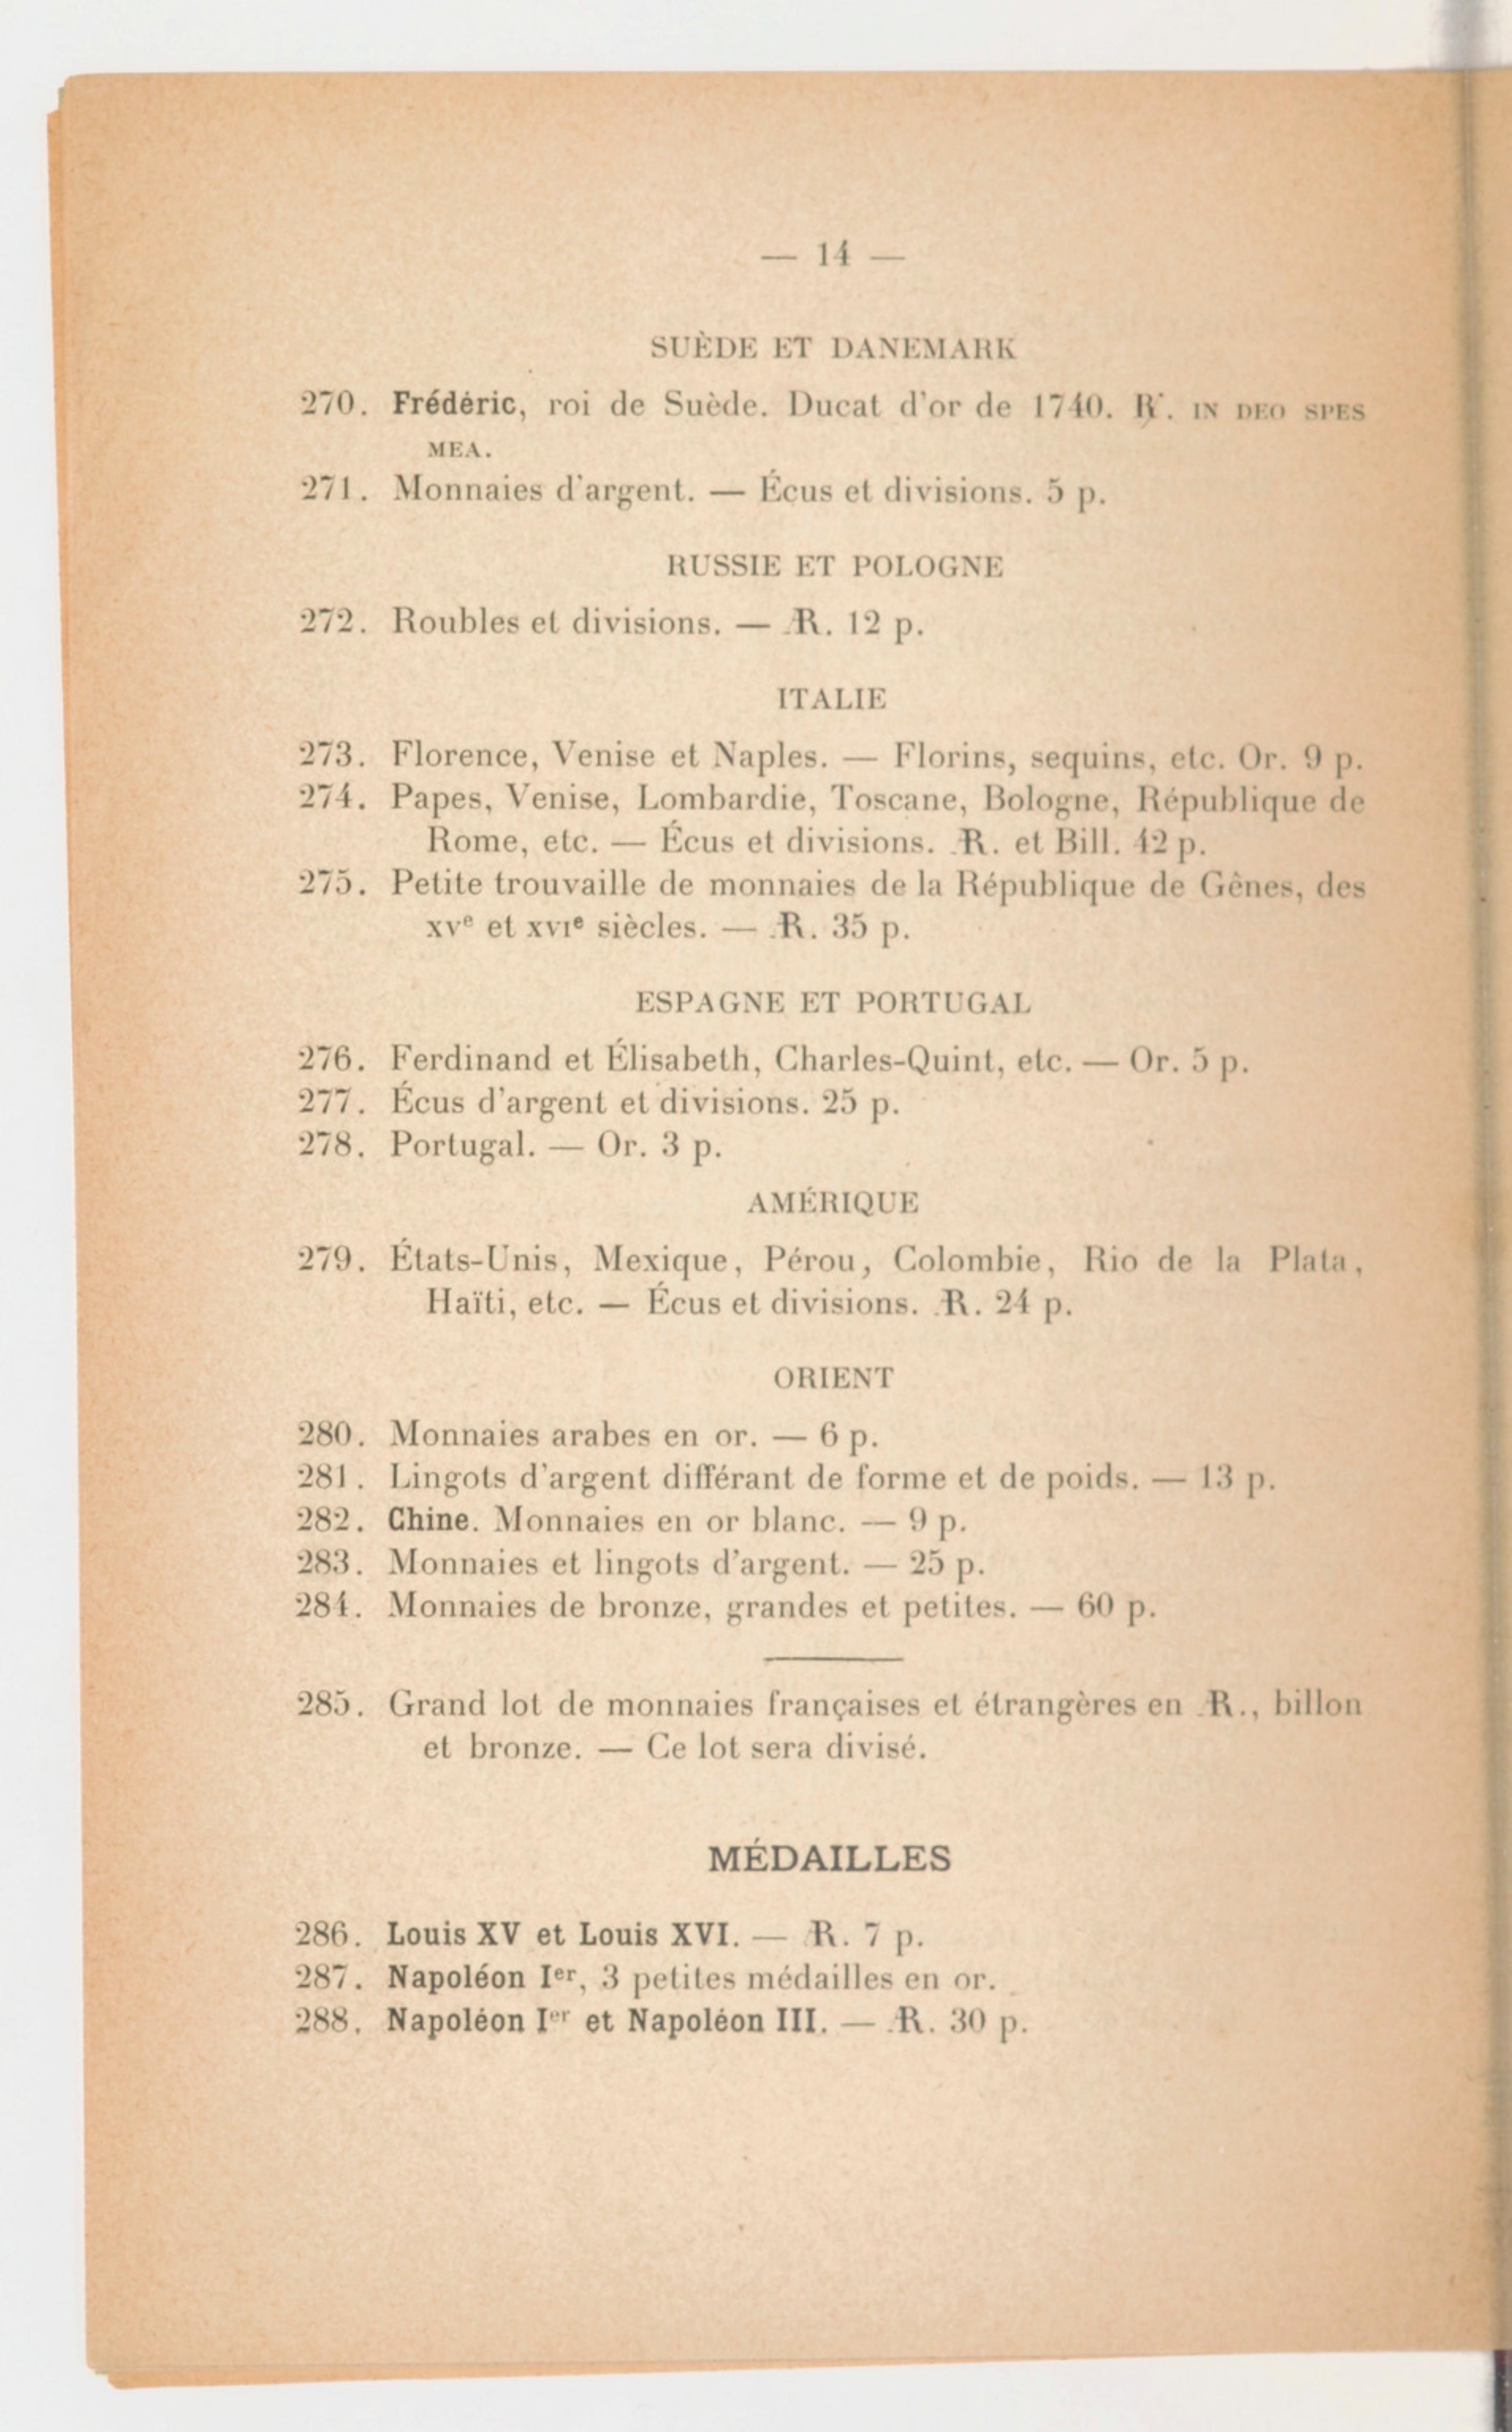 — 14 —
SUÈDE ET DANEMARK
270. Frédéric, roi de Suède. Ducat d'or de 1740. ℟. IN DEO SPES
MEA.
271. Monnaies d'argent. — Écus et divisions. 5 p.
RUSSIE ET POLOGNE
272. Roubles et divisions. — Æ. 12 p.
ITALIE
273. Florence, Venise et Naples. — Florins, sequins, etc. Or. 9 p.
274. Papes, Venise, Lombardie, Toscane, Bologne, République de
Rome, etc. — Écus et divisions. R. et Bill. 42 p.
275. Petite trouvaille de monnaies de la République de Gênes, des
XVe et XVIe siècles. — R. 35 p.
ESPAGNE ET PORTUGAL
276. Ferdinand et Élisabeth, Charles-Quint, etc. — Or. 5 p.
277. Écus d'argent et divisions. 25 p.
278. Portugal. — Or. 3 p.
AMÉRIQUE
279. États-Unis, Mexique, Pérou, Colombie, Rio de la Plata,
Haïti, etc. — Écus et divisions. R. 24 p.
ORIENT
280. Monnaies arabes en or. — 6 p.
281. Lingots d'argent différant de forme et de poids. — 13 p.
282. Chine. Monnaies en or blanc. — 9 p.
283. Monnaies et lingots d'argent. — 25 p.
284. Monnaies de bronze, grandes et petites. — 60 p.
285. Grand lot de monnaies françaises et étrangères en R., billon
et bronze. — Ce lot sera divisé.
MÉDAILLES
286. Louis XV et Louis XVI. — R. 7 p.
287. Napoléon Ier, 3 petites médailles en or.
288. Napoléon Ier et Napoléon III. — R. 30 p.